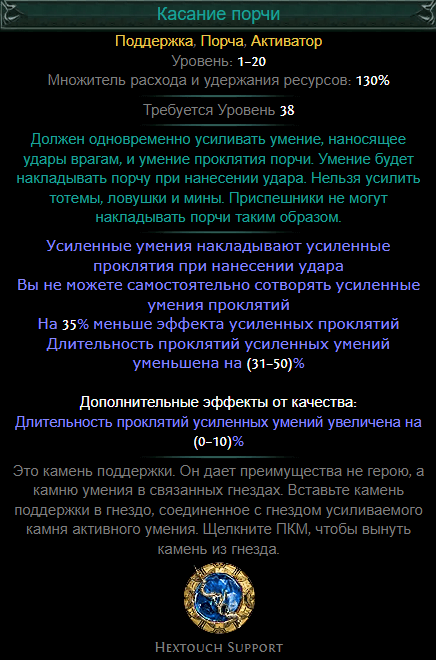 Касание порчи
Поддержка, Порча, Активатор
Уровень: 1–20
Множитель расхода и удержания ресурсов: 130%
Требуется Уровень 38
Должен одновременно усиливать умение, наносящее
удары врагам, и умение проклятия порчи. Умение будет
накладывать порчу при нанесении удара. Нельзя усилить
тотемы, ловушки и мины. Приспешники не могут
накладывать порчи таким образом.
Усиленные умения накладывают усиленные
проклятия при нанесении удара
Вы не можете самостоятельно сотворять усиленные
умения проклятий
На 35% меньше эффекта усиленных проклятий
Длительность проклятий усиленных умений
уменьшена на (31–50)%
Дополнительные эффекты от качества:
Длительность проклятий усиленных умений увеличена на
(0–10)%
Это камень поддержки. Он дает преимущества не герою, а
камню умения в связанных гнездах. Вставьте камень
поддержки в гнездо, соединенное с гнездом усиливаемого
камня активного умения. Щелкните ПКМ, чтобы вынуть
камень из гнезда.
Hextouch Support